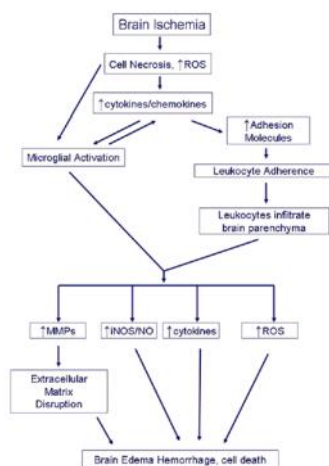 Brain Ischemia
Cell Necrosis, ↑ROS
↑cytokines/chemokines
↑Adhesion
Molecules
Microglial Activation
Leukocyte Adherence
Leukocytes infiltrate
brain parenchyma
↑MMPs
↑iNOS/NO
↑cytokines
↑ROS
Extracellular
Matrix
Disruption
Brain Edema Hemorrhage, cell death